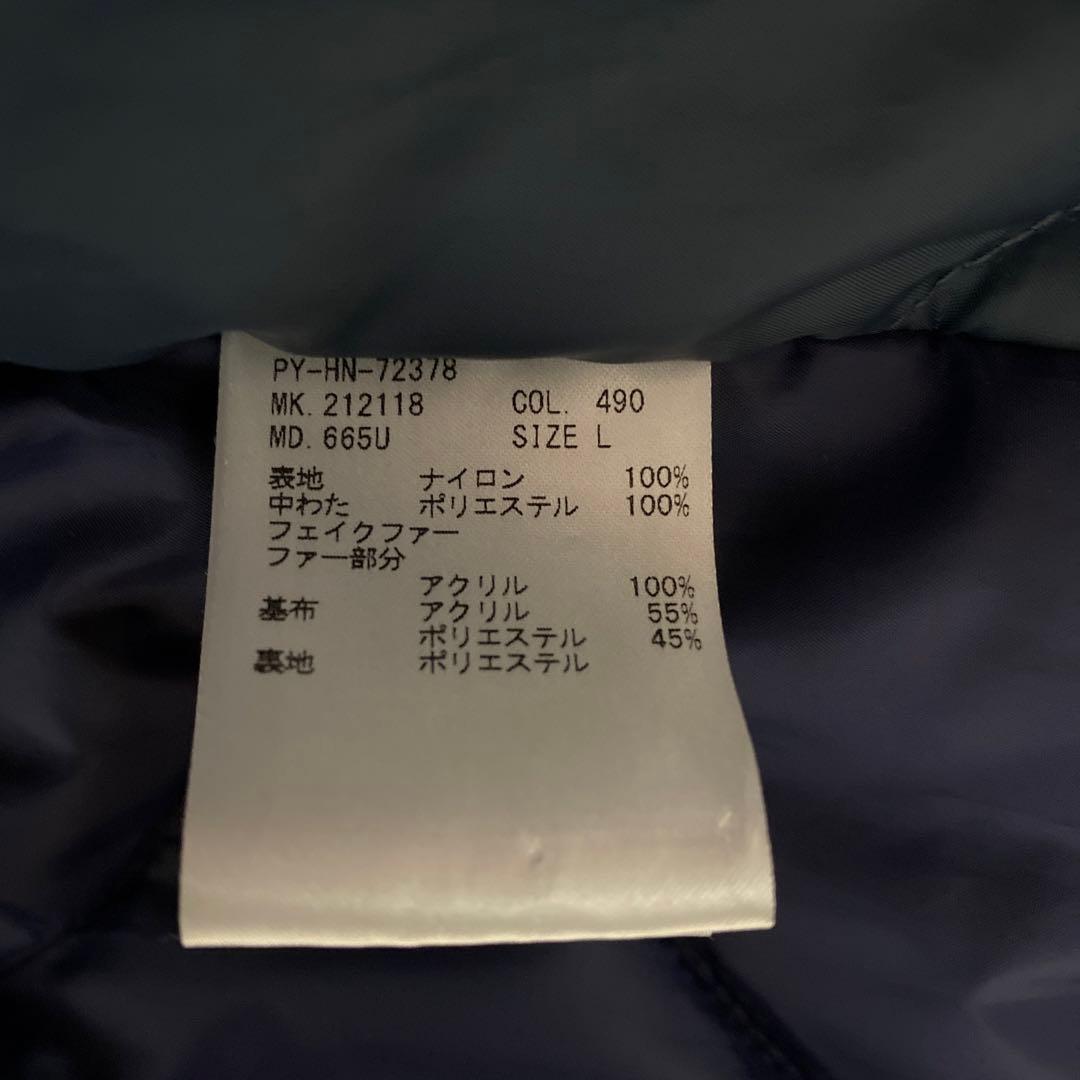 PY-HN-72378
MK. 212118 COL. 490
MD. 665U SIZE L
表地 ナイロン 100%
中わた ポリエステル 100%
フェイクファー
ファー部分
アクリル 100%
基布 アクリル 55%
ポリエステル 45%
裏地 ポリエステル